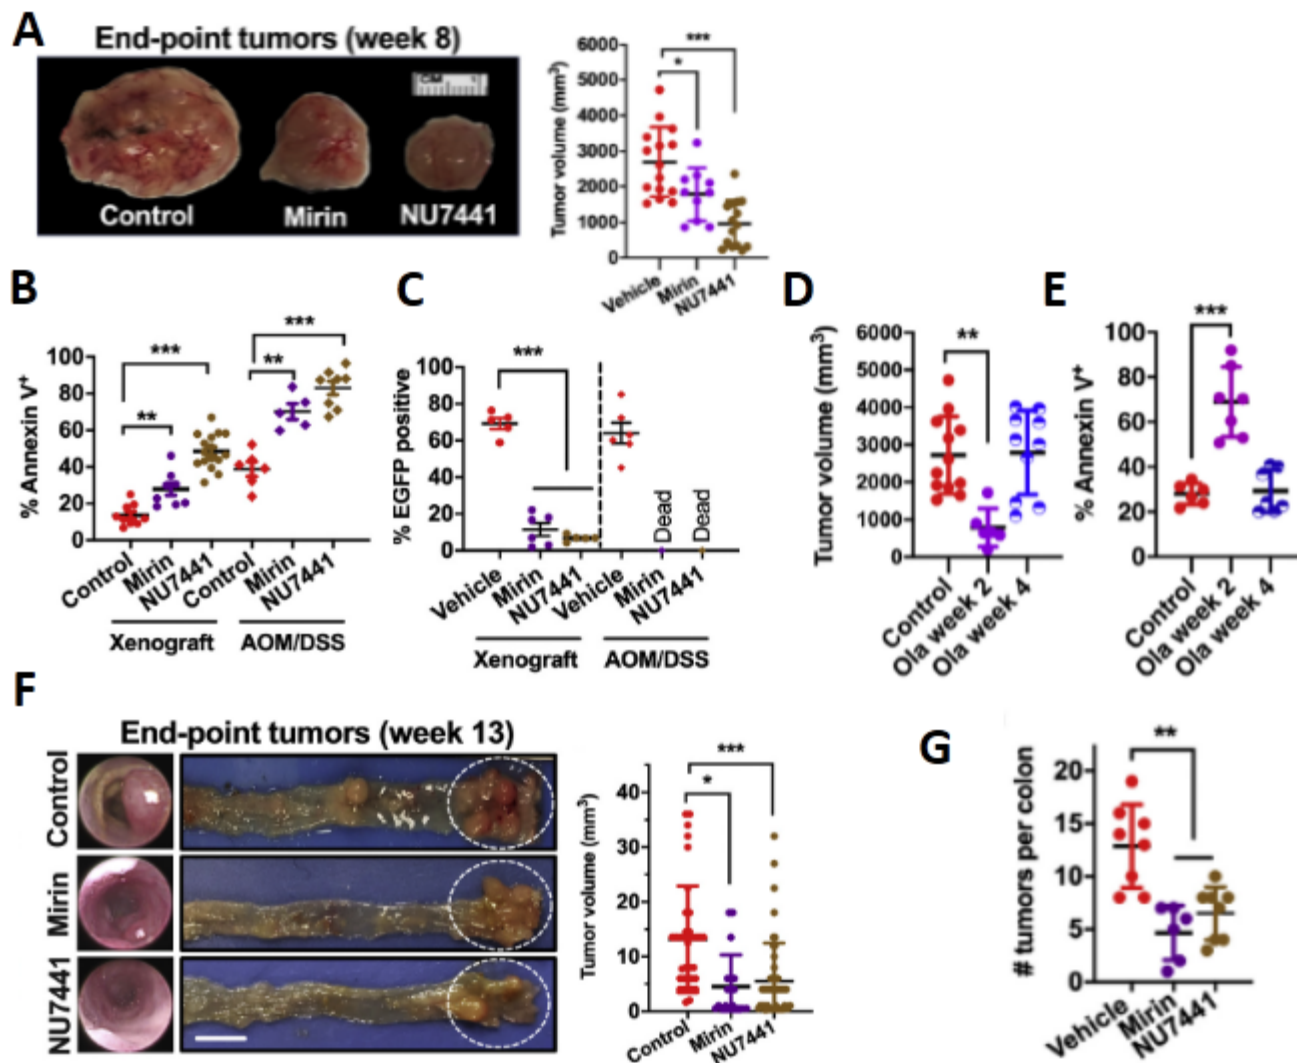 A
End-point tumors (week 8)
CM
Control
Mirin
NU7441
Tumor volume (mm³)
6000
5000
4000
3000
2000
1000
0
***
*
Vehicle
Mirin
NU7441
B
% Annexin V⁺
100
80
60
40
20
0
***
**
***
**
Control
Mirin
NU7441
Control
Mirin
NU7441
Xenograft
AOM/DSS
C
% EGFP positive
100
80
60
40
20
0
***
Dead
Dead
Vehicle
Mirin
NU7441
Vehicle
Mirin
NU7441
Xenograft
AOM/DSS
D
Tumor volume (mm³)
6000
5000
4000
3000
2000
1000
0
**
Control
Ola week 2
Ola week 4
E
% Annexin V⁺
100
80
60
40
20
0
***
Control
Ola week 2
Ola week 4
F
End-point tumors (week 13)
Control
Mirin
NU7441
Tumor volume (mm³)
40
30
20
10
0
***
*
Control
Mirin
NU7441
G
# tumors per colon
20
15
10
5
0
**
Vehicle
Mirin
NU7441